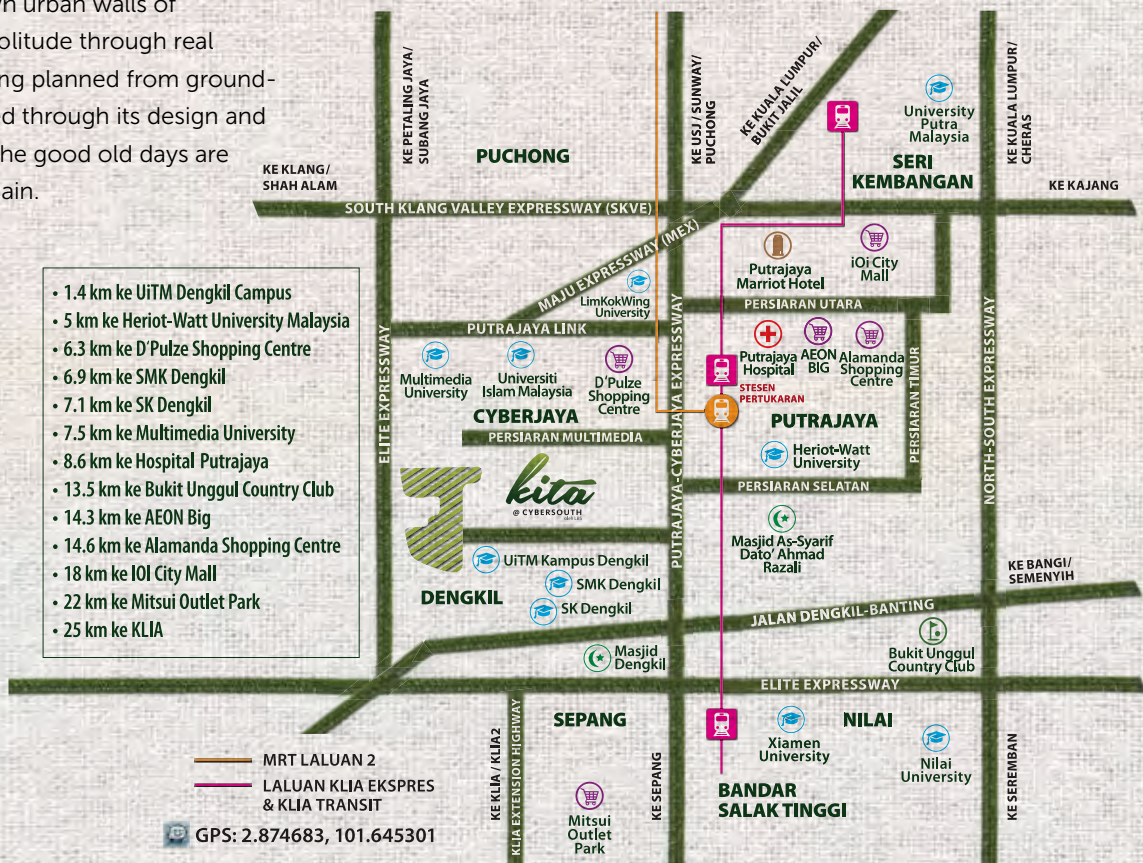 n urban walls of
olitude through real
ng planned from ground-
d through its design and
he good old days are
ain.
KE PETALING JAYA/
SUBANG JAYA
KE USJ / SUNWAY/
PUCHONG
KE KUALA LUMPUR/
BUKIT JALIL
KE KUALA LUMPUR/
CHERAS
University
Putra
Malaysia
PUCHONG
SERI
KEMBANGAN
KE KLANG/
SHAH ALAM
KE KAJANG
SOUTH KLANG VALLEY EXPRESSWAY (SKVE)
MAJU EXPRESSWAY (MEX)
Putrajaya
Marriot Hotel
iOi City
Mall
LimKokWing
University
PERSIARAN UTARA
PUTRAJAYA LINK
• 1.4 km ke UiTM Dengkil Campus
• 5 km ke Heriot-Watt University Malaysia
• 6.3 km ke D'Pulze Shopping Centre
• 6.9 km ke SMK Dengkil
• 7.1 km ke SK Dengkil
• 7.5 km ke Multimedia University
• 8.6 km ke Hospital Putrajaya
• 13.5 km ke Bukit Unggul Country Club
• 14.3 km ke AEON Big
• 14.6 km ke Alamanda Shopping Centre
• 18 km ke IOI City Mall
• 22 km ke Mitsui Outlet Park
• 25 km ke KLIA
ELITE EXPRESSWAY
Multimedia
University
Universiti
Islam Malaysia
D'Pulze
Shopping
Centre
PUTRAJAYA-CYBERJAYA EXPRESSWAY
Putrajaya
Hospital
AEON
BIG
Alamanda
Shopping
Centre
PERSIARAN TIMUR
NORTH-SOUTH EXPRESSWAY
STESEN
PERTUKARAN
CYBERJAYA
PUTRAJAYA
PERSIARAN MULTIMEDIA
Heriot-Watt
University
kita
@ CYBERSOUTH
PERSIARAN SELATAN
Masjid As-Syarif
Dato' Ahmad
Razali
UiTM Kampus Dengkil
SMK Dengkil
SK Dengkil
DENGKIL
KE BANGI/
SEMENYIH
JALAN DENGKIL-BANTING
Masjid
Dengkil
Bukit Unggul
Country Club
ELITE EXPRESSWAY
SEPANG
NILAI
Xiamen
University
Nilai
University
KE KLIA / KLIA2
KLIA EXTENSION HIGHWAY
KE SEPANG
KE SEREMBAN
Mitsui
Outlet
Park
BANDAR
SALAK TINGGI
MRT LALUAN 2
LALUAN KLIA EKSPRES
& KLIA TRANSIT
GPS: 2.874683, 101.645301